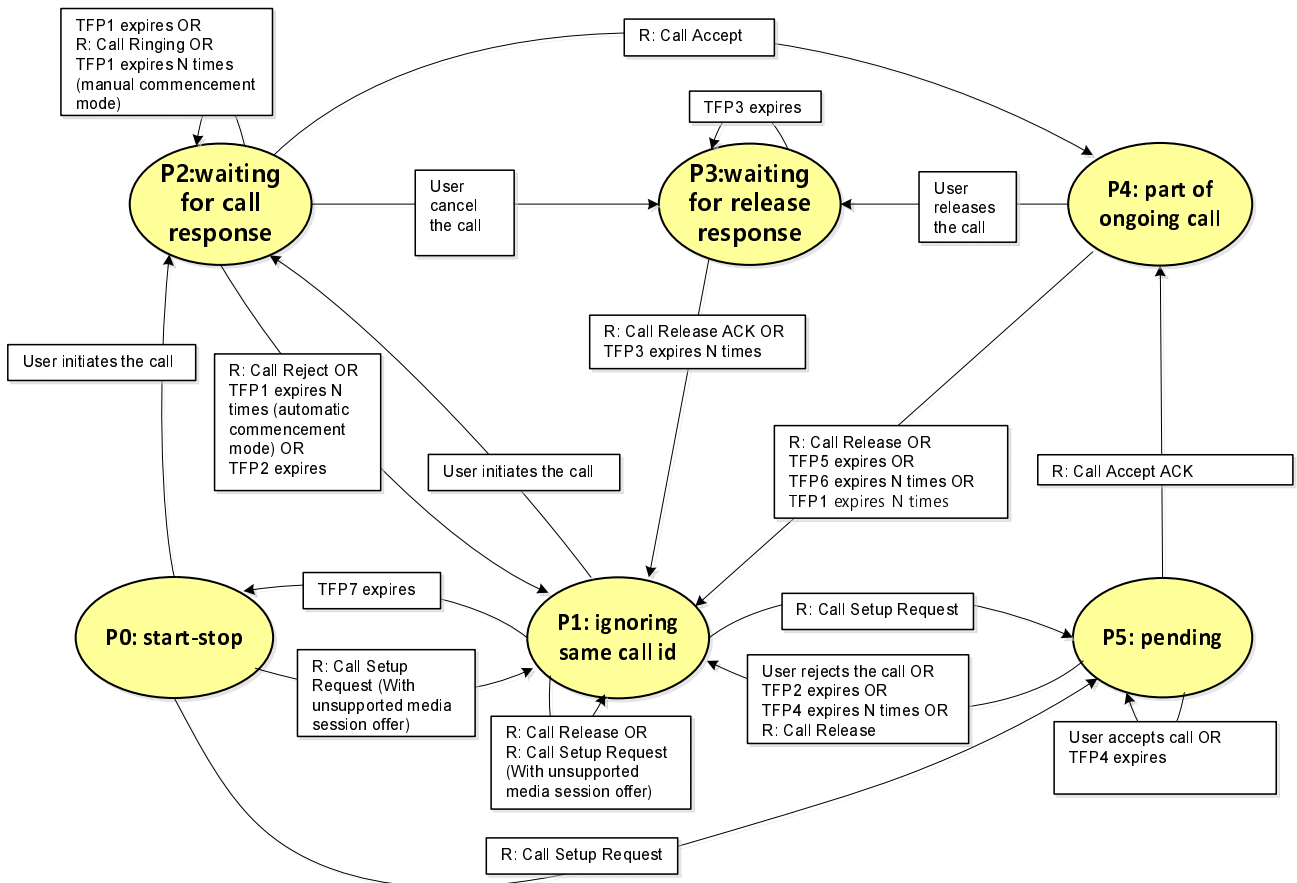 TFP1 expires OR
R: Call Ringing OR
TFP1 expires N times
(manual commencement
mode)
R: Call Accept
TFP3 expires
P2:waiting
for call
response
User
cancel
the call
P3:waiting
for release
response
User
releases
the call
P4: part of
ongoing call
User initiates the call
R: Call Reject OR
TFP1 expires N
times (automatic
commencement
mode) OR
TFP2 expires
R: Call Release ACK OR
TFP3 expires N times
User initiates the call
R: Call Release OR
TFP5 expires OR
TFP6 expires N times OR
TFP1 expires N times
R: Call Accept ACK
P0: start-stop
TFP7 expires
R: Call Setup
Request (With
unsupported media
session offer)
P1: ignoring
same call id
R: Call Setup Request
P5: pending
User rejects the call OR
TFP2 expires OR
TFP4 expires N times OR
R: Call Release
R: Call Release OR
R: Call Setup Request
(With unsupported
media session offer)
User accepts call OR
TFP4 expires
R: Call Setup Request